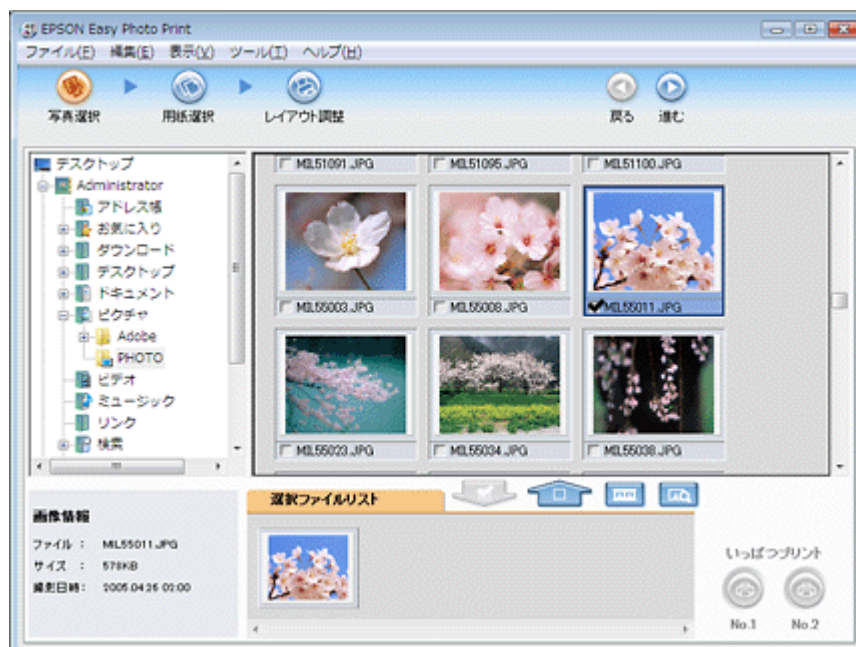 EPSON Easy Photo Print
ファイル(F) 編集(E) 表示(V) ツール(T) ヘルプ(H)
写真選択 用紙選択 レイアウト調整 戻る 進む
デスクトップ
Administrator
アドレス帳
お気に入り
ダウンロード
デスクトップ
ドキュメント
ピクチャ
Adobe
PHOTO
ビデオ
ミュージック
リンク
検索
MIL51091.JPG MIL51095.JPG MIL51100.JPG
MIL55003.JPG MIL55008.JPG MIL55011.JPG
MIL55023.JPG MIL55034.JPG MIL55038.JPG
画像情報
ファイル : MIL55011.JPG
サイズ : 578KB
撮影日時: 2005.04.26 02:00
選択ファイルリスト
いっぱつプリント
No.1 No.2